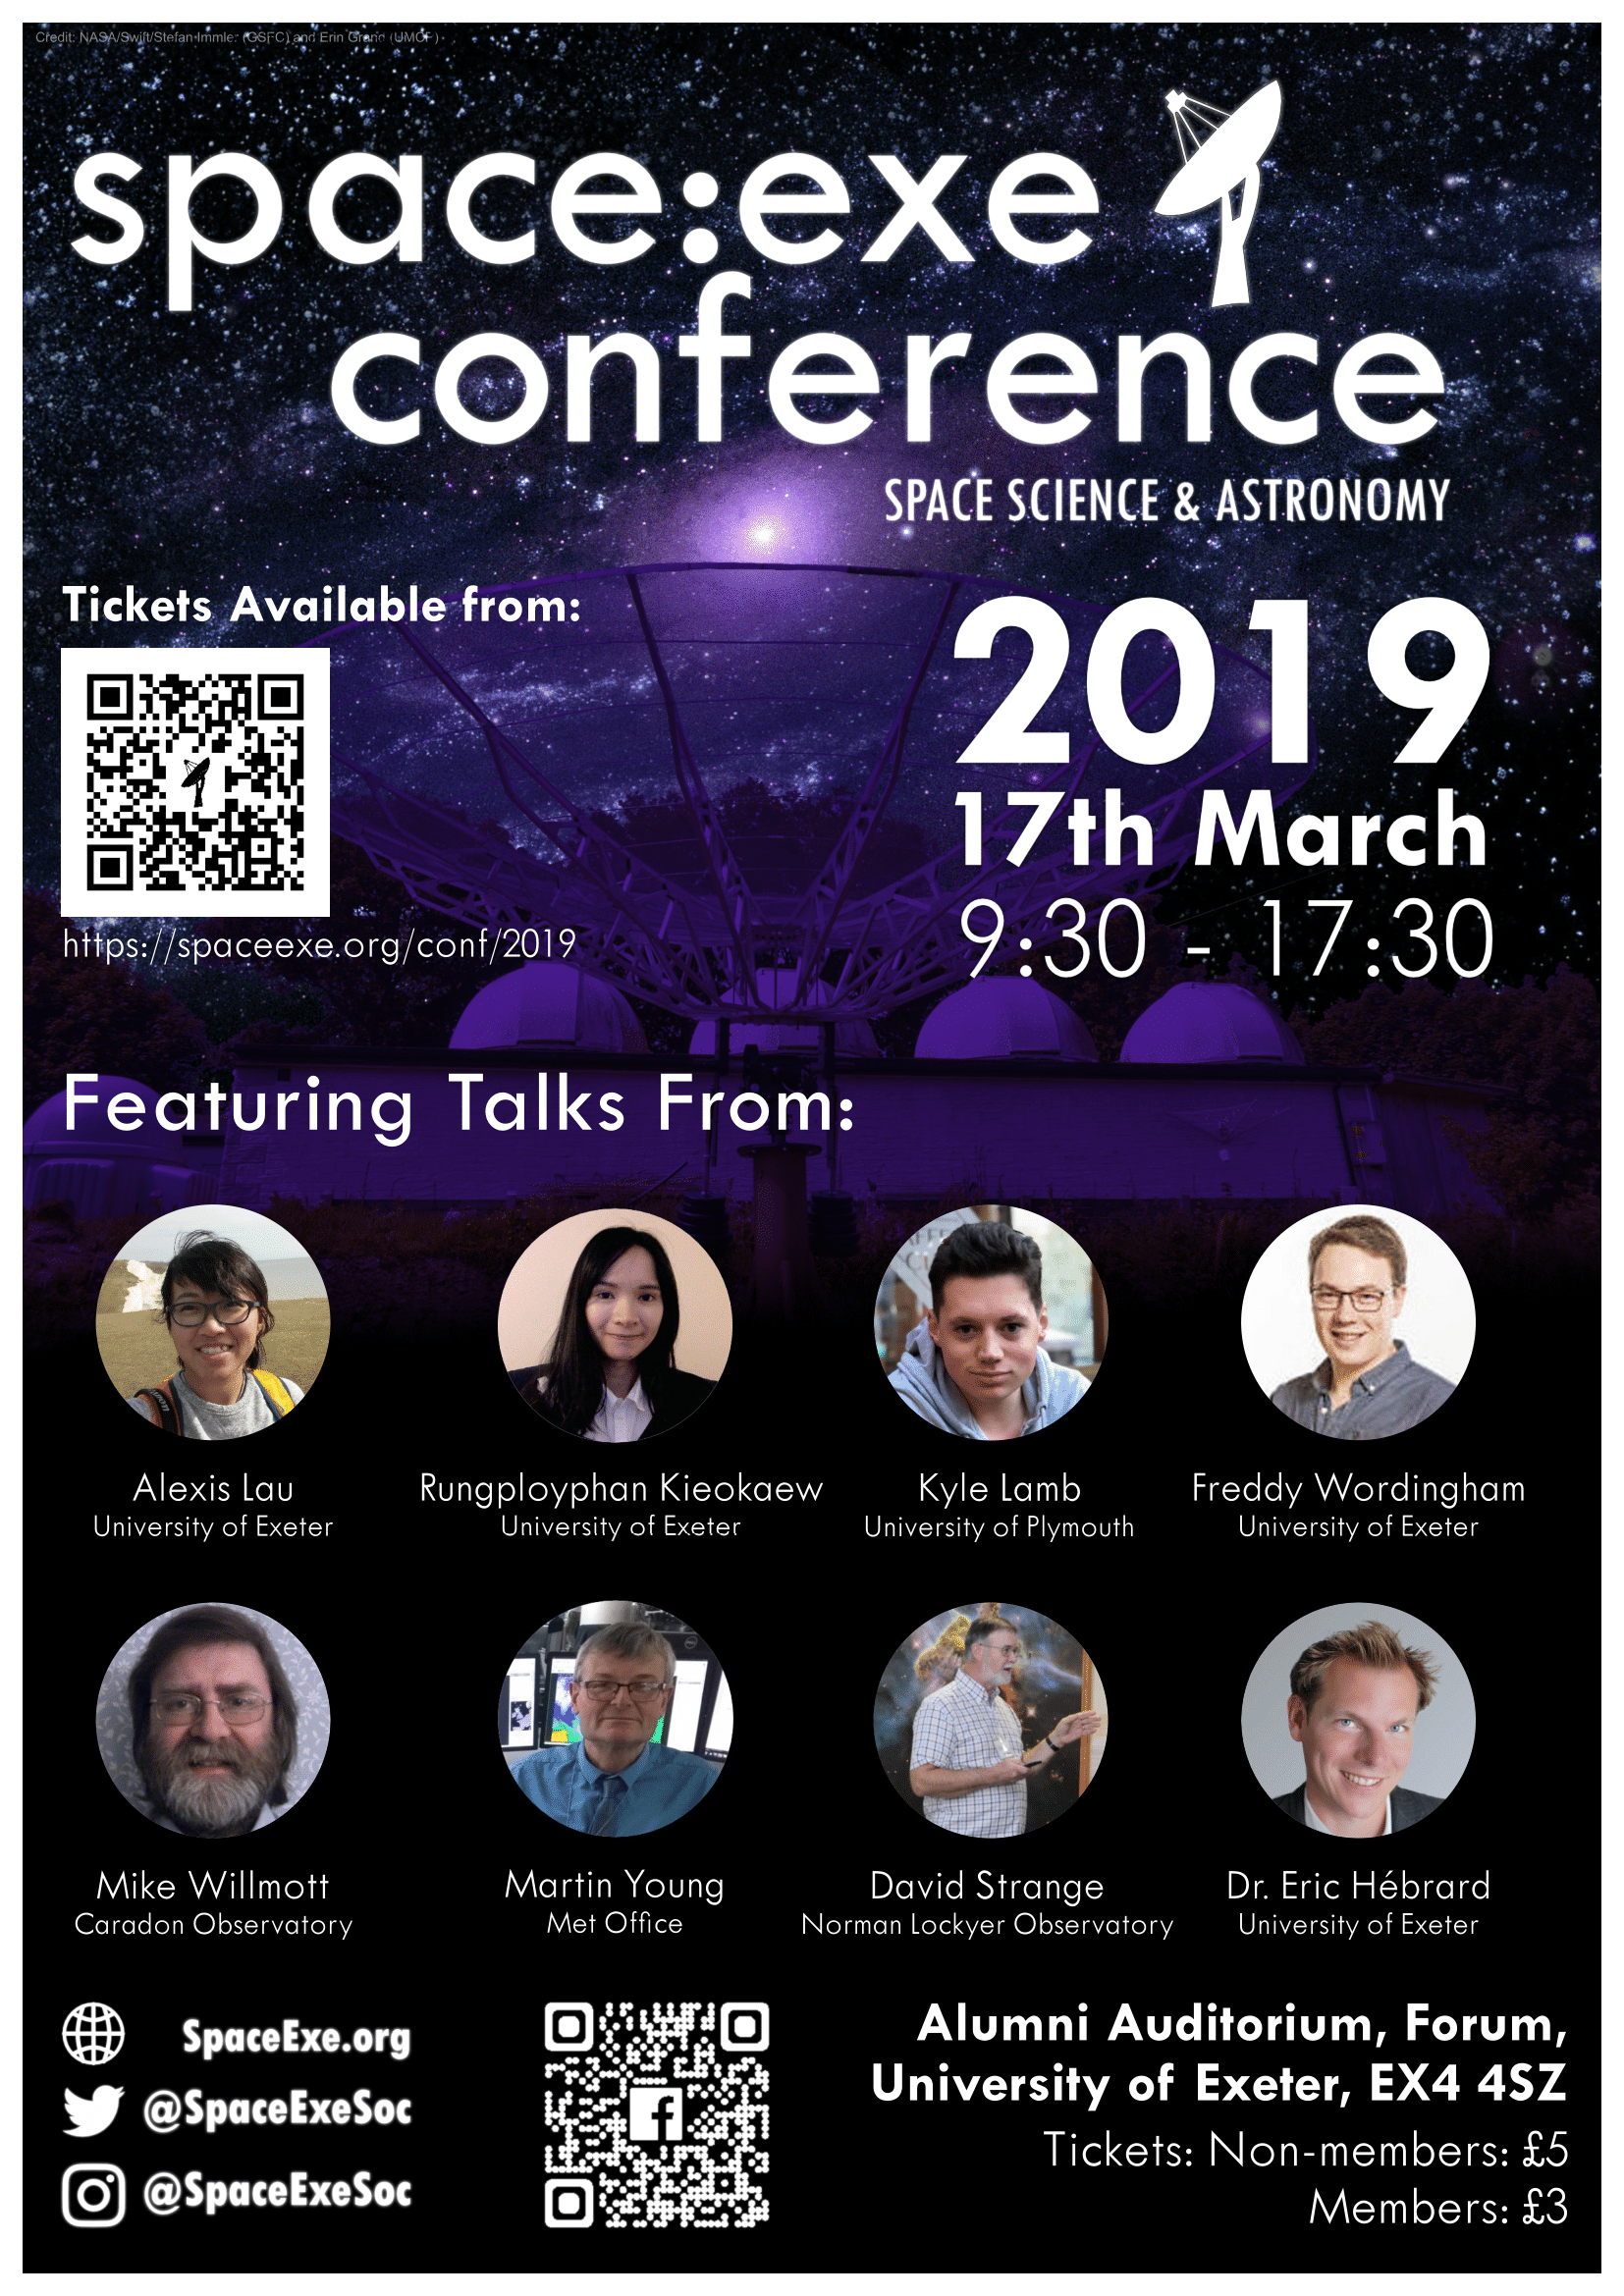 Credit: NASA/Swift/Stefan Immler (GSFC) and Erin Grand (UMCP)
space:exe
conference
SPACE SCIENCE & ASTRONOMY
Tickets Available from:
https://spaceexe.org/conf/2019
2019
17th March
9:30 - 17:30
Featuring Talks From:
Alexis Lau
University of Exeter
Rungployphan Kieokaew
University of Exeter
Kyle Lamb
University of Plymouth
Freddy Wordingham
University of Exeter
Mike Willmott
Caradon Observatory
Martin Young
Met Office
David Strange
Norman Lockyer Observatory
Dr. Eric Hébrard
University of Exeter
SpaceExe.org
@SpaceExeSoc
@SpaceExeSoc
Alumni Auditorium, Forum,
University of Exeter, EX4 4SZ
Tickets: Non-members: £5
Members: £3